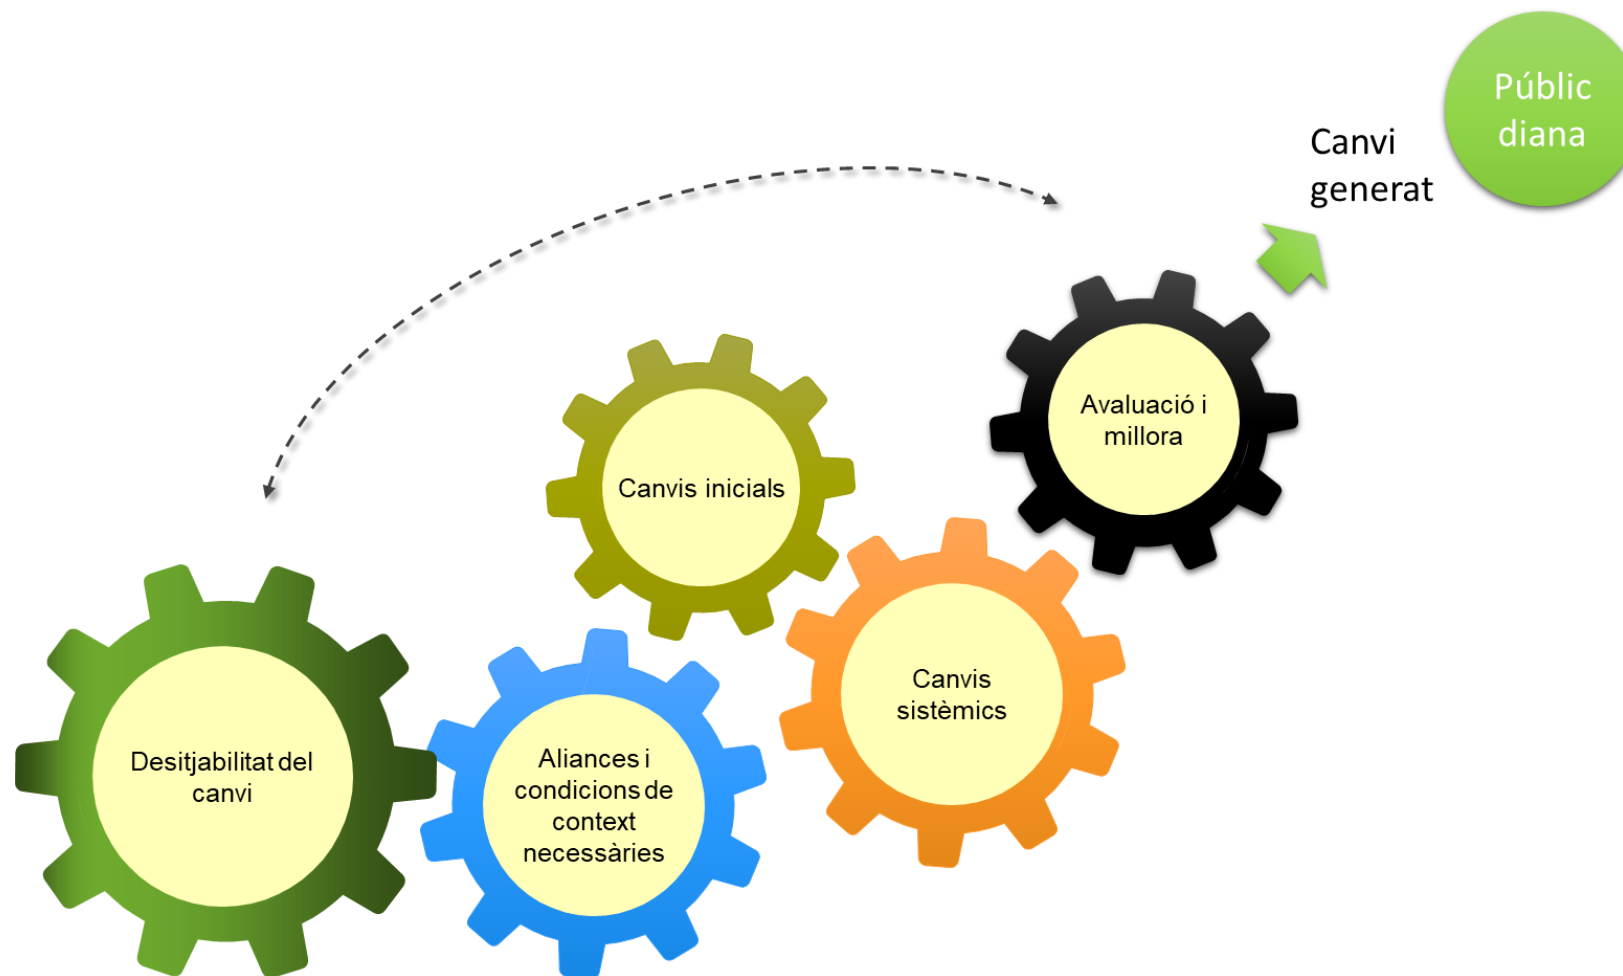 Públic
diana
Canvi
generat
Avaluació i
millora
Canvis inicials
Canvis
sistèmics
Desitjabilitat del
canvi
Aliances i
condicions de
context
necessàries